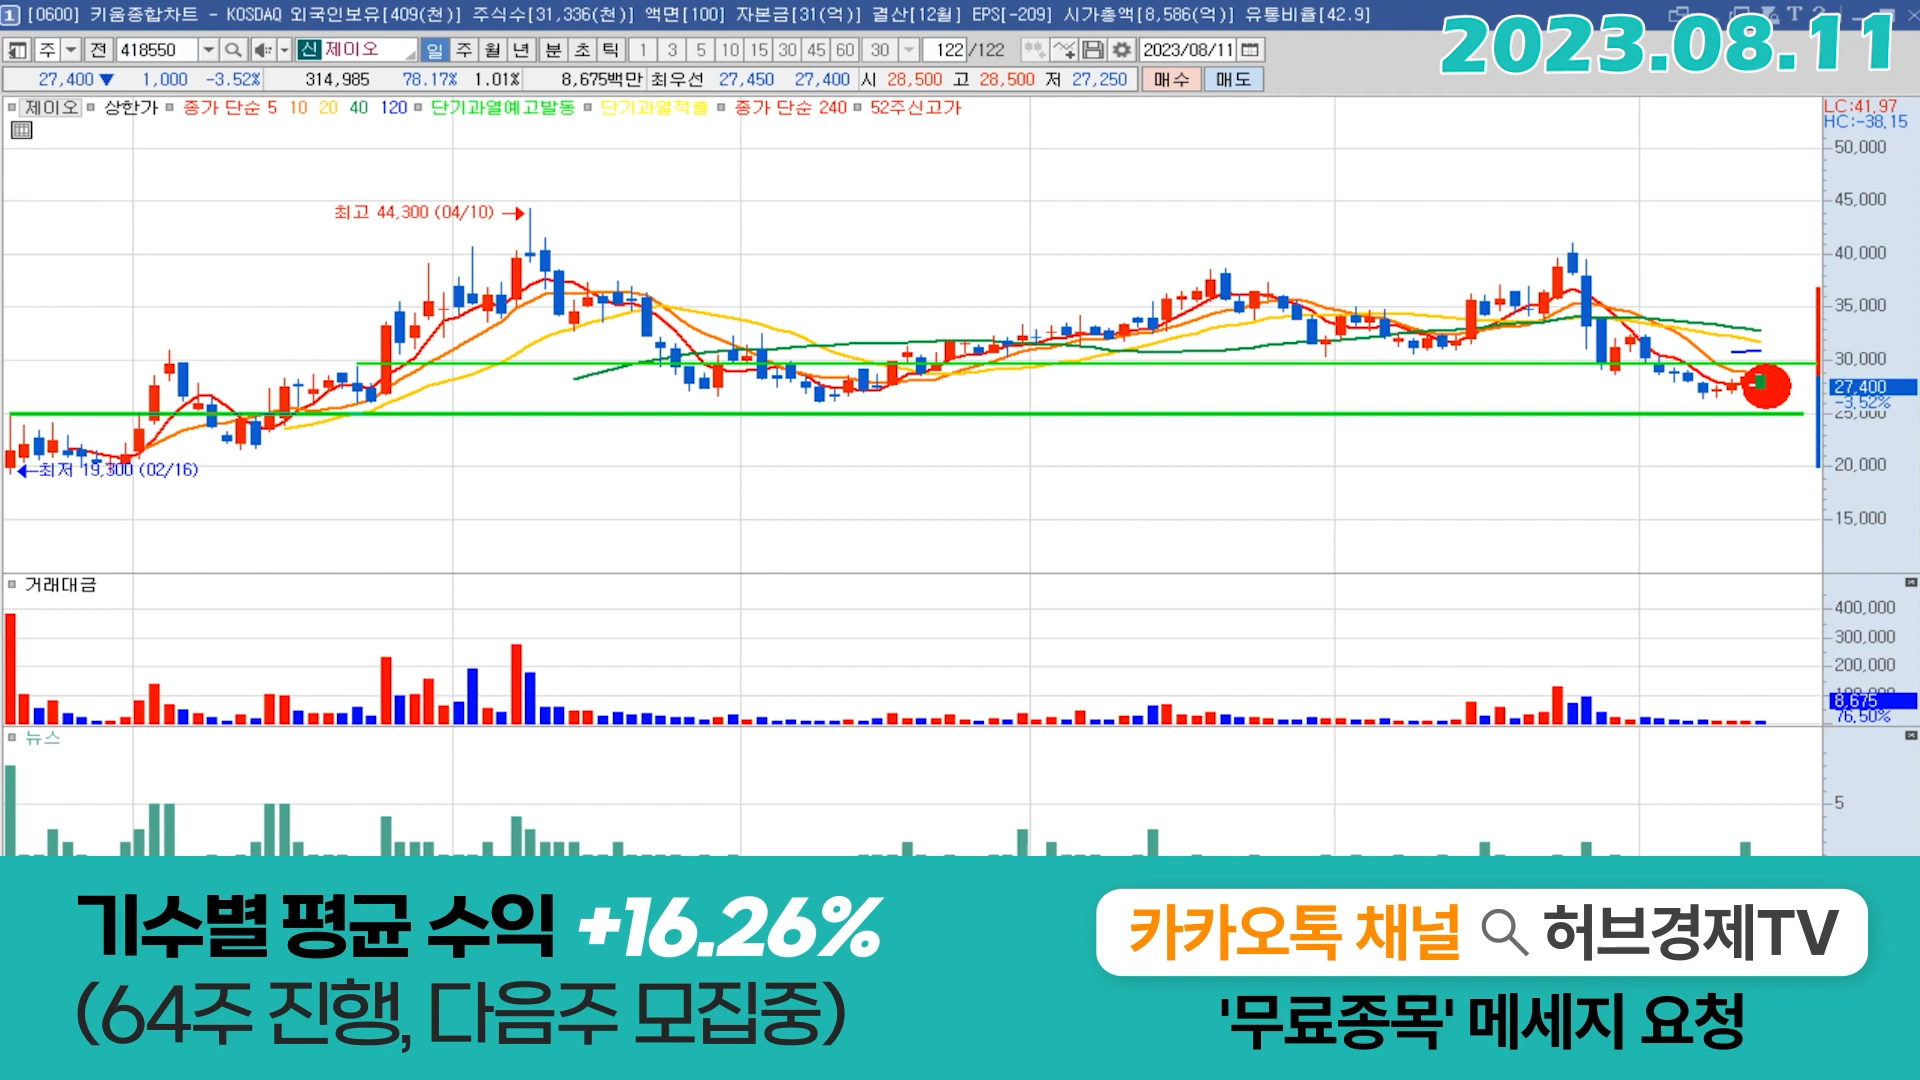 1 [0600] 키움종합차트 - KOSDAQ 외국인보유[409(천)] 주식수[31,336(천)] 액면[100] 자본금[31(억)] 결산[12월] EPS[-209] 시가총액[8,586(억)] 유통비율[42.9]
2023.08.11
주 전 418550 신 제이오 일 주 월 년 분 초 틱 1 3 5 10 15 30 45 60 30 122 /122 2023/08/11
27,400 ▼ 1,000 -3.52% 314,985 78.17% 1.01% 8,675백만 최우선 27,450 27,400 시 28,500 고 28,500 저 27,250 매수 매도
제이오 상한가 종가 단순 5 10 20 40 120 단기과열예고발동 단기과열적출 종가 단순 240 52주신고가
LC:41.97
HC:-38.15
50,000
최고 44,300 (04/10)
45,000
40,000
35,000
30,000
27,400
-3.52%
25,000
최저 19,300 (02/16)
20,000
15,000
거래대금
400,000
300,000
200,000
100,000
8,675
76.50%
뉴스
5
기수별 평균 수익 +16.26%
(64주 진행, 다음주 모집중)
카카오톡 채널 허브경제TV
'무료종목' 메세지 요청